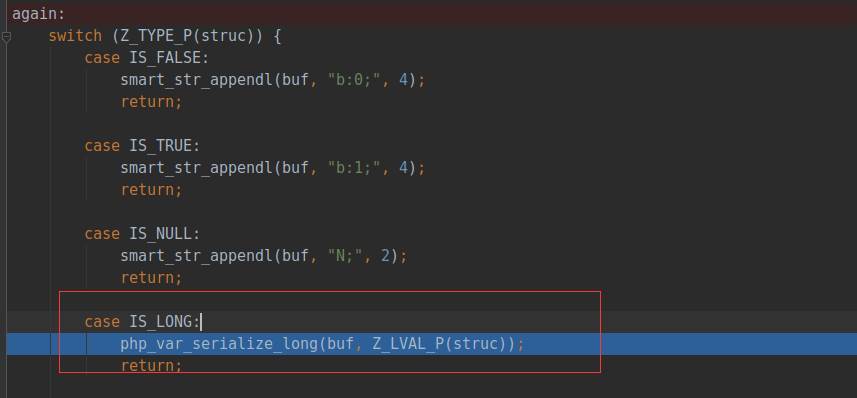 again:
switch (Z_TYPE_P(struc)) {
case IS_FALSE:
smart_str_appendl(buf, "b:0;", 4);
return;
case IS_TRUE:
smart_str_appendl(buf, "b:1;", 4);
return;
case IS_NULL:
smart_str_appendl(buf, "N;", 2);
return;
case IS_LONG:
php_var_serialize_long(buf, Z_LVAL_P(struc));
return;